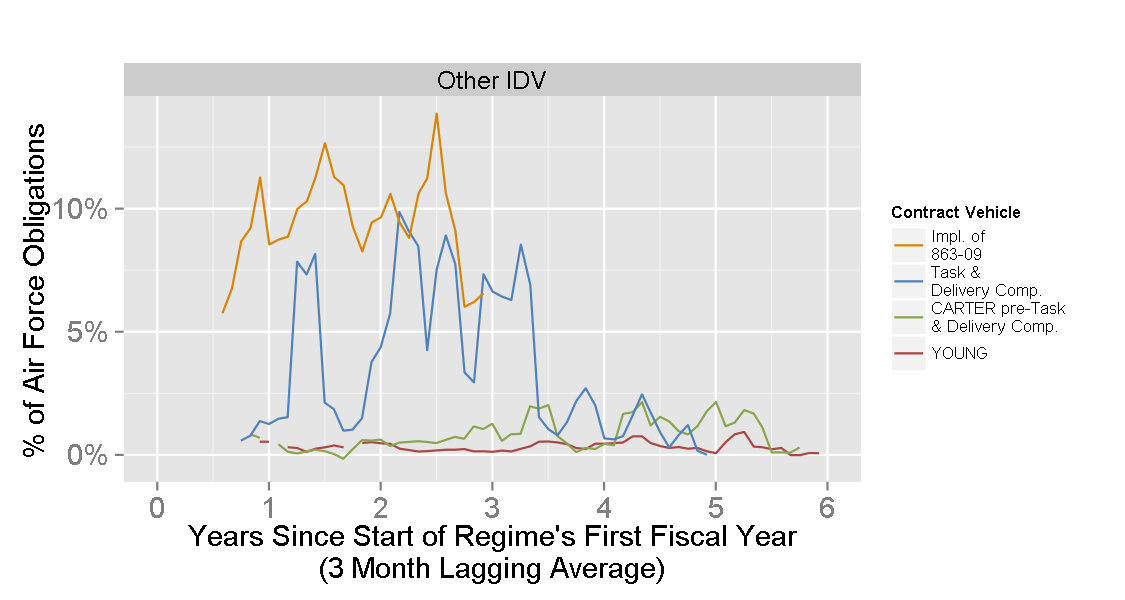 Other IDV
% of Air Force Obligations
10%
5%
0%
0 1 2 3 4 5 6
Years Since Start of Regime's First Fiscal Year
(3 Month Lagging Average)
Contract Vehicle
Impl. of
863-09
Task &
Delivery Comp.
CARTER pre-Task
& Delivery Comp.
YOUNG